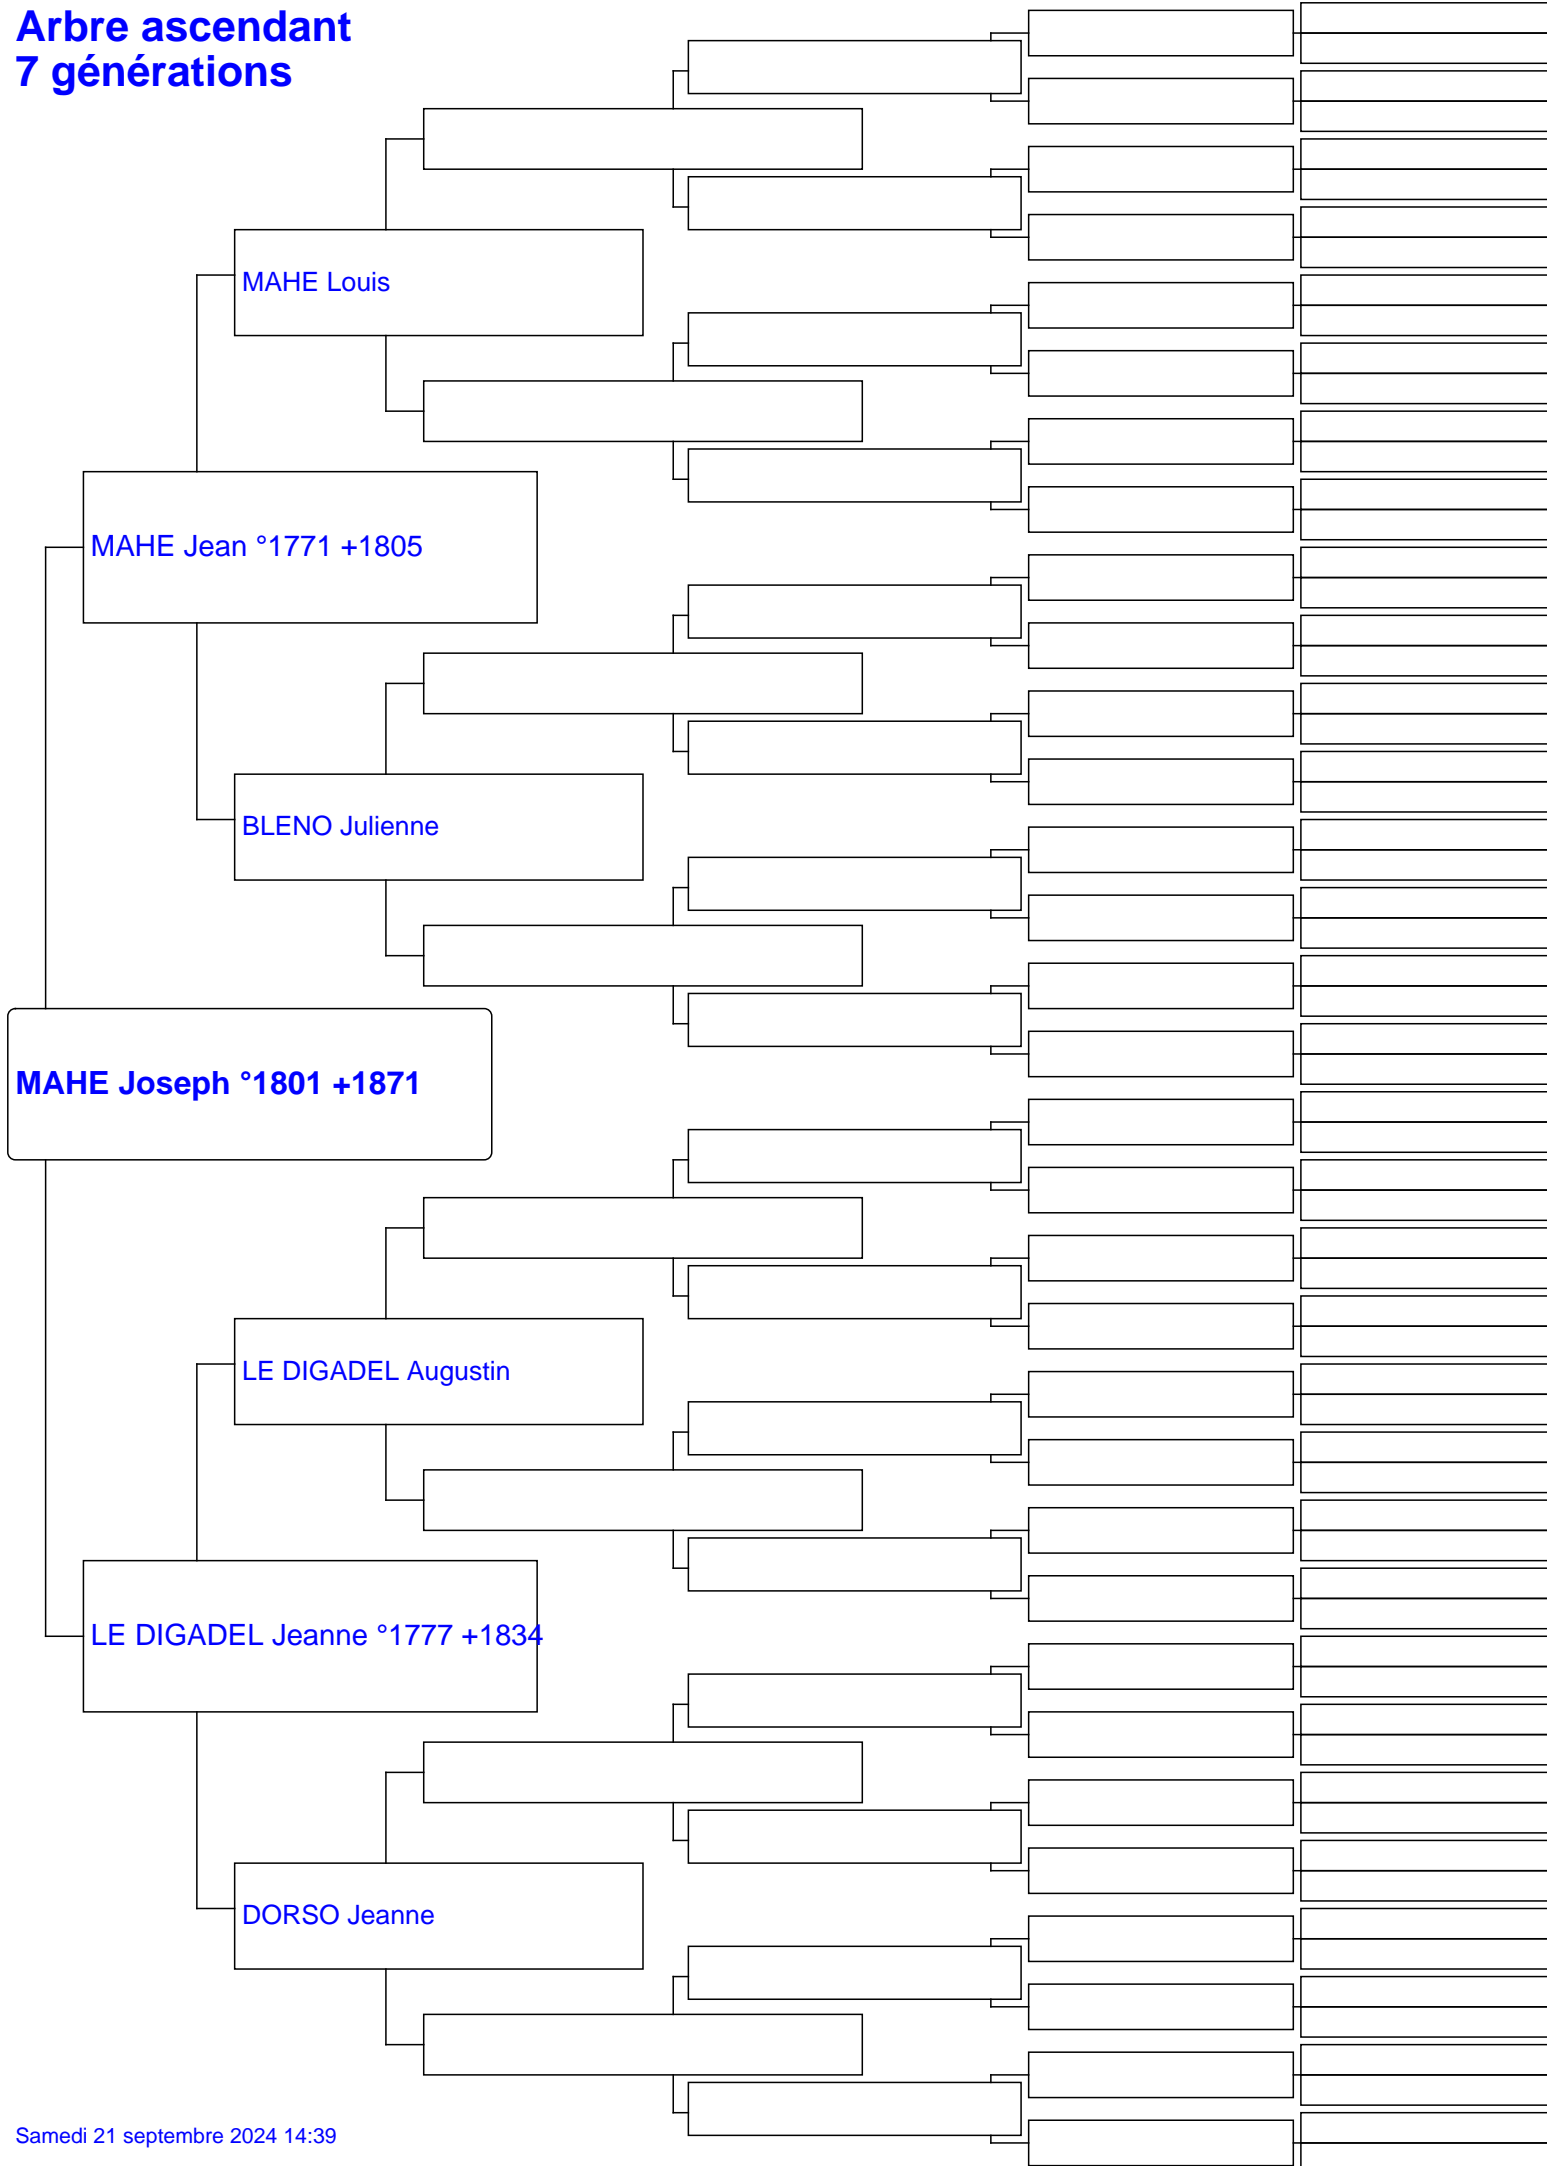 Arbre ascendant
7 générations
MAHE Louis
MAHE Jean °1771 +1805
BLENO Julienne
MAHE Joseph °1801 +1871
LE DIGADEL Augustin
LE DIGADEL Jeanne °1777 +1834
DORSO Jeanne
Samedi 21 septembre 2024 14:39